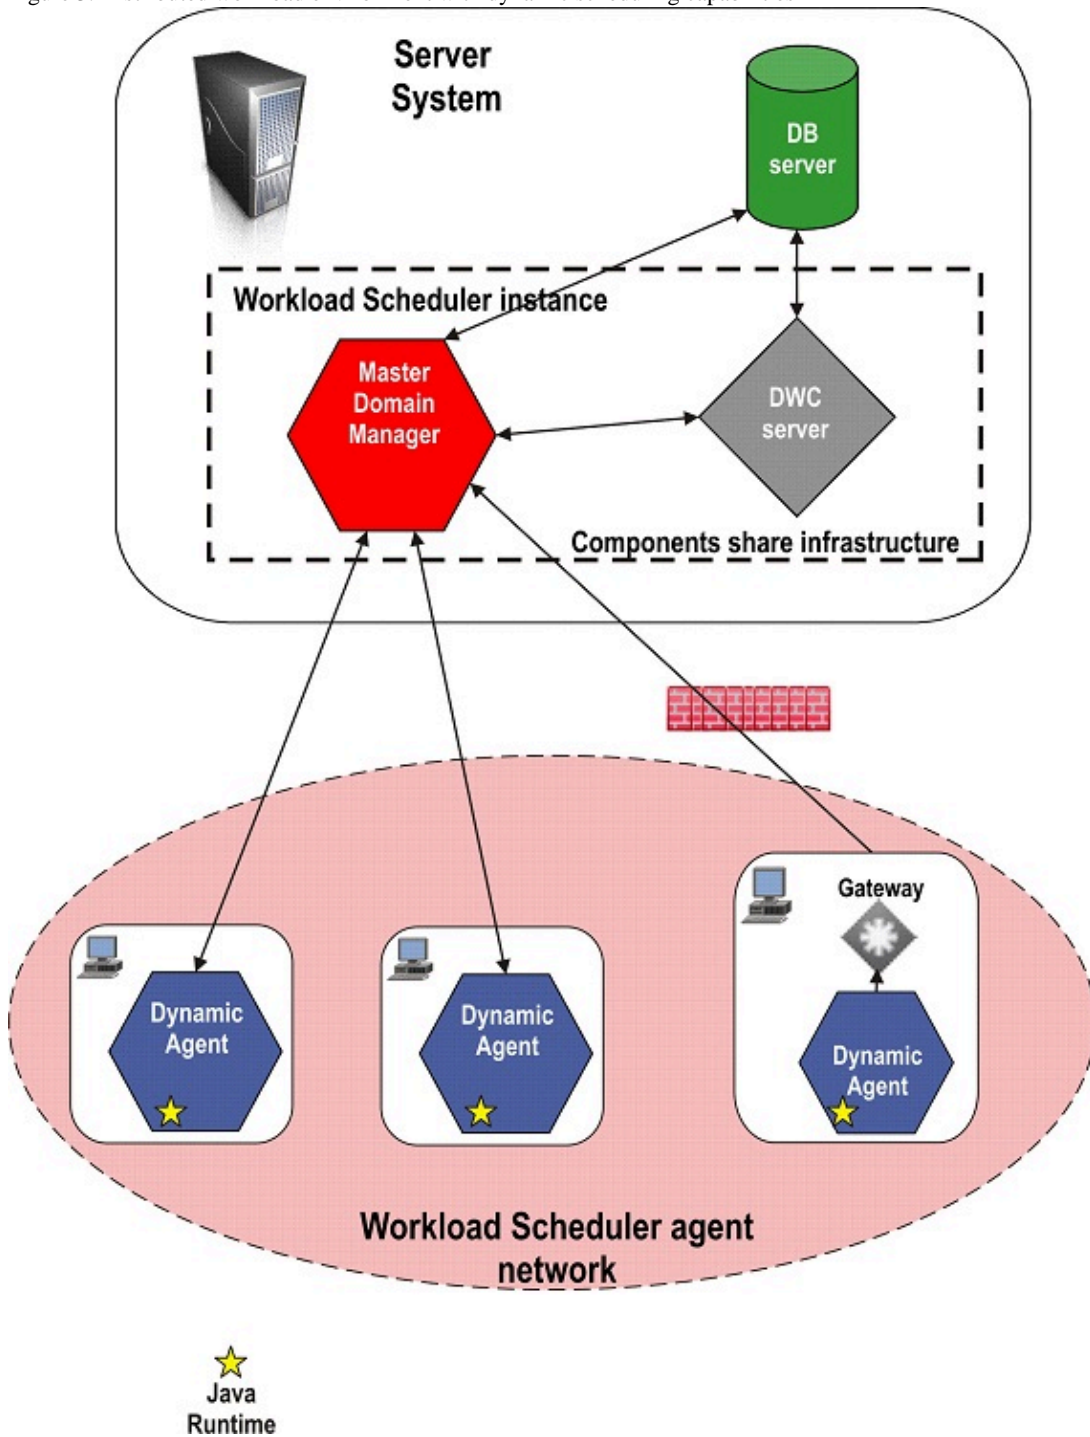 Server
System
DB
server
Workload Scheduler instance
Master
Domain
Manager
DWC
server
Components share infrastructure
Gateway
Dynamic
Agent
Dynamic
Agent
Dynamic
Agent
Workload Scheduler agent
network
Java
Runtime